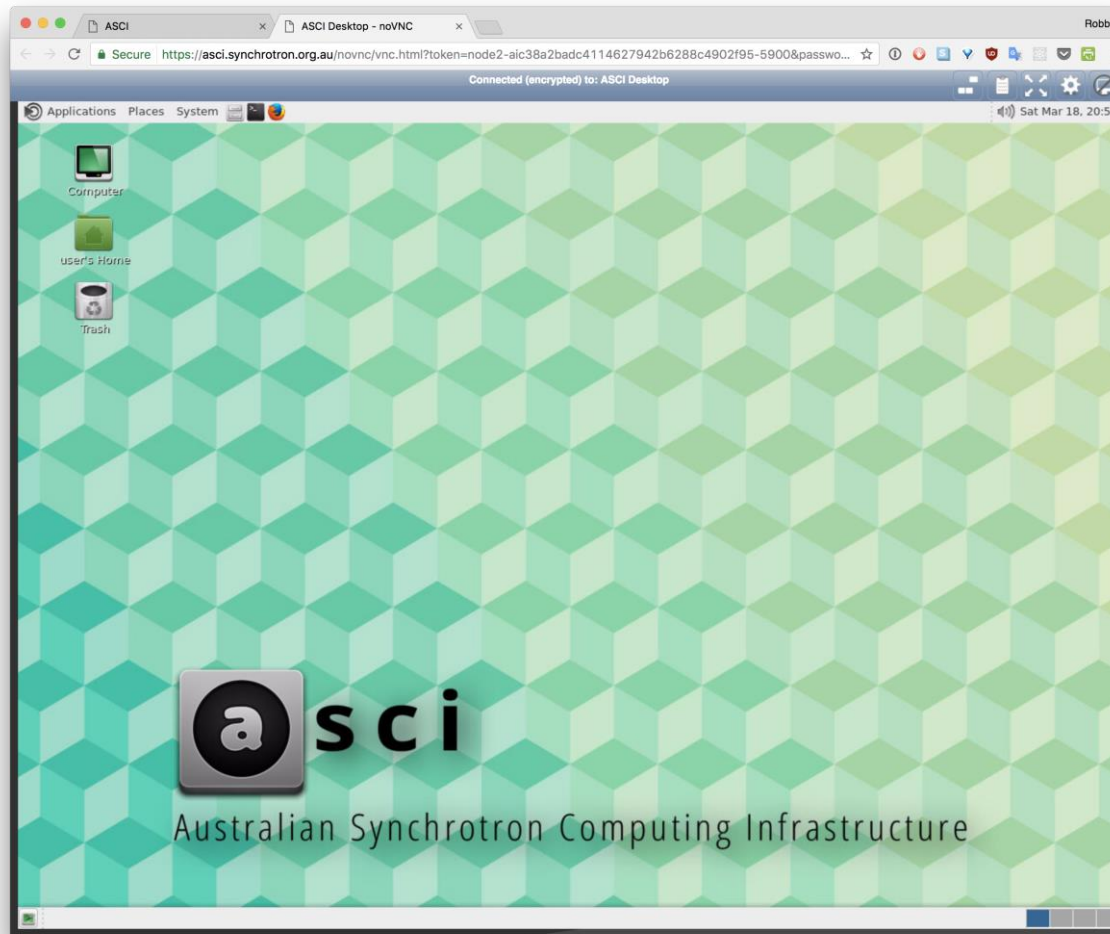 ASCI
ASCI Desktop - noVNC
Robb
Secure https://asci.synchrotron.org.au/novnc/vnc.html?token=node2-aic38a2badc4114627942b6288c4902f95-5900&passwo...
Connected (encrypted) to: ASCI Desktop
Applications Places System
Sat Mar 18, 20:5
Computer
user's Home
Trash
a sci
Australian Synchrotron Computing Infrastructure